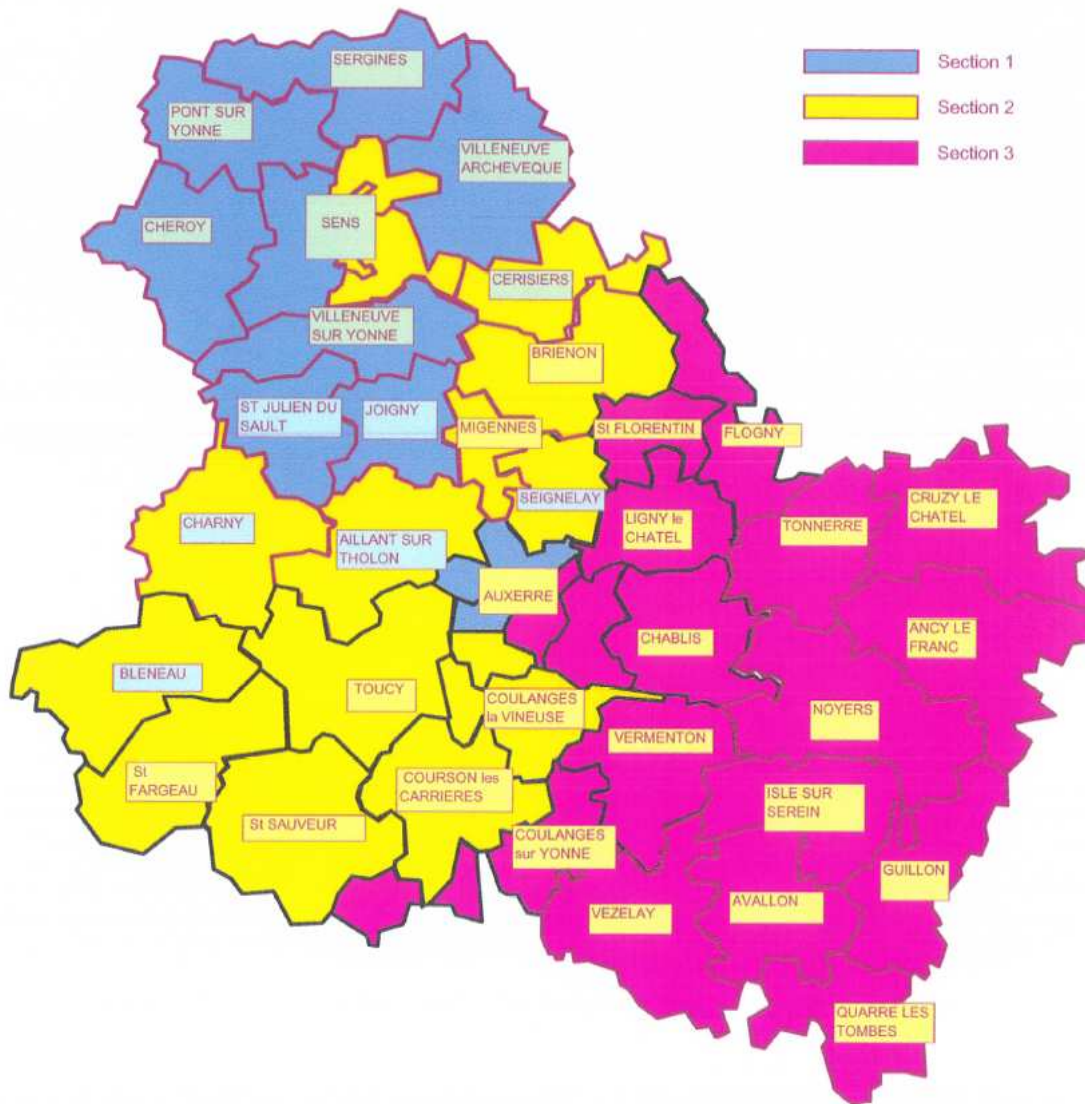 SERGINES
Section 1
Section 2
Section 3
PONT SUR
YONNE
VILLENEUVE
ARCHEVEQUE
CHEROY
SENS
CERISIERS
VILLENEUVE
SUR YONNE
BRIENON
ST JULIEN DU
SAULT
JOIGNY
MIGENNES
St FLORENTIN
FLOGNY
CRUZY LE
CHATEL
SEIGNELAY
CHARNY
AILLANT SUR
THOLON
LIGNY le
CHATEL
TONNERRE
AUXERRE
CHABLIS
ANCY LE
FRANC
BLENEAU
TOUCY
COULANGES
la VINEUSE
NOYERS
VERMENTON
St
FARGEAU
COURSON les
CARRIERES
ISLE SUR
SEREIN
St SAUVEUR
COULANGES
sur YONNE
GUILLON
VEZELAY
AVALLON
QUARRE LES
TOMBES